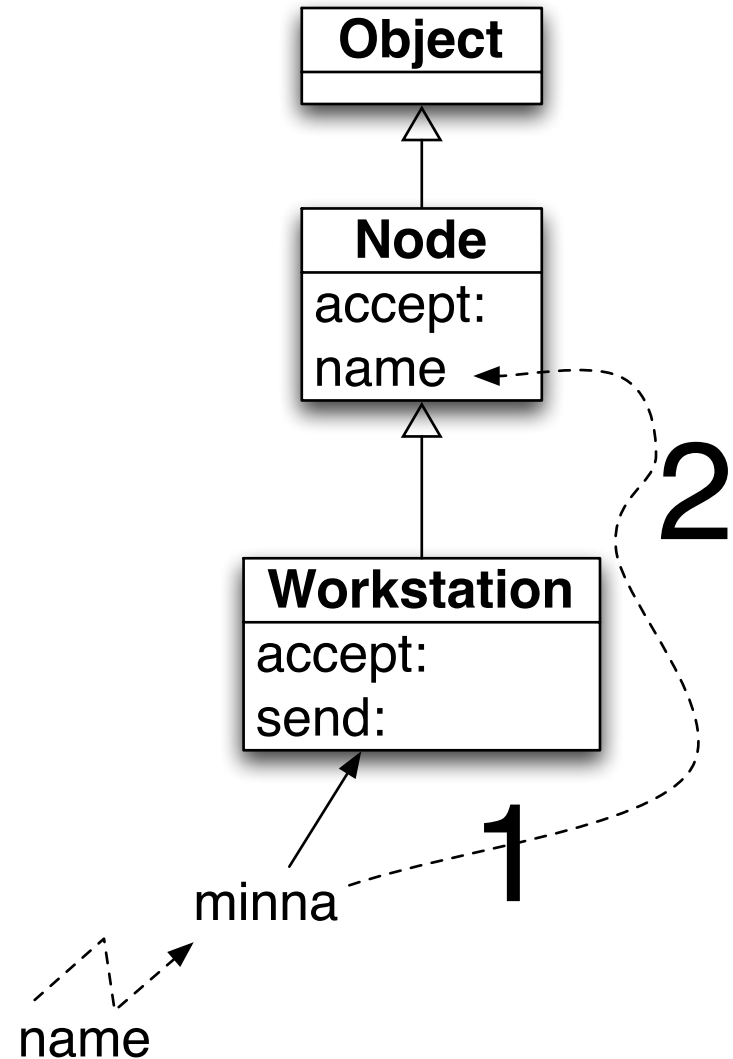 Object
Node
accept:
name
2
Workstation
accept:
send:
1
minna
name